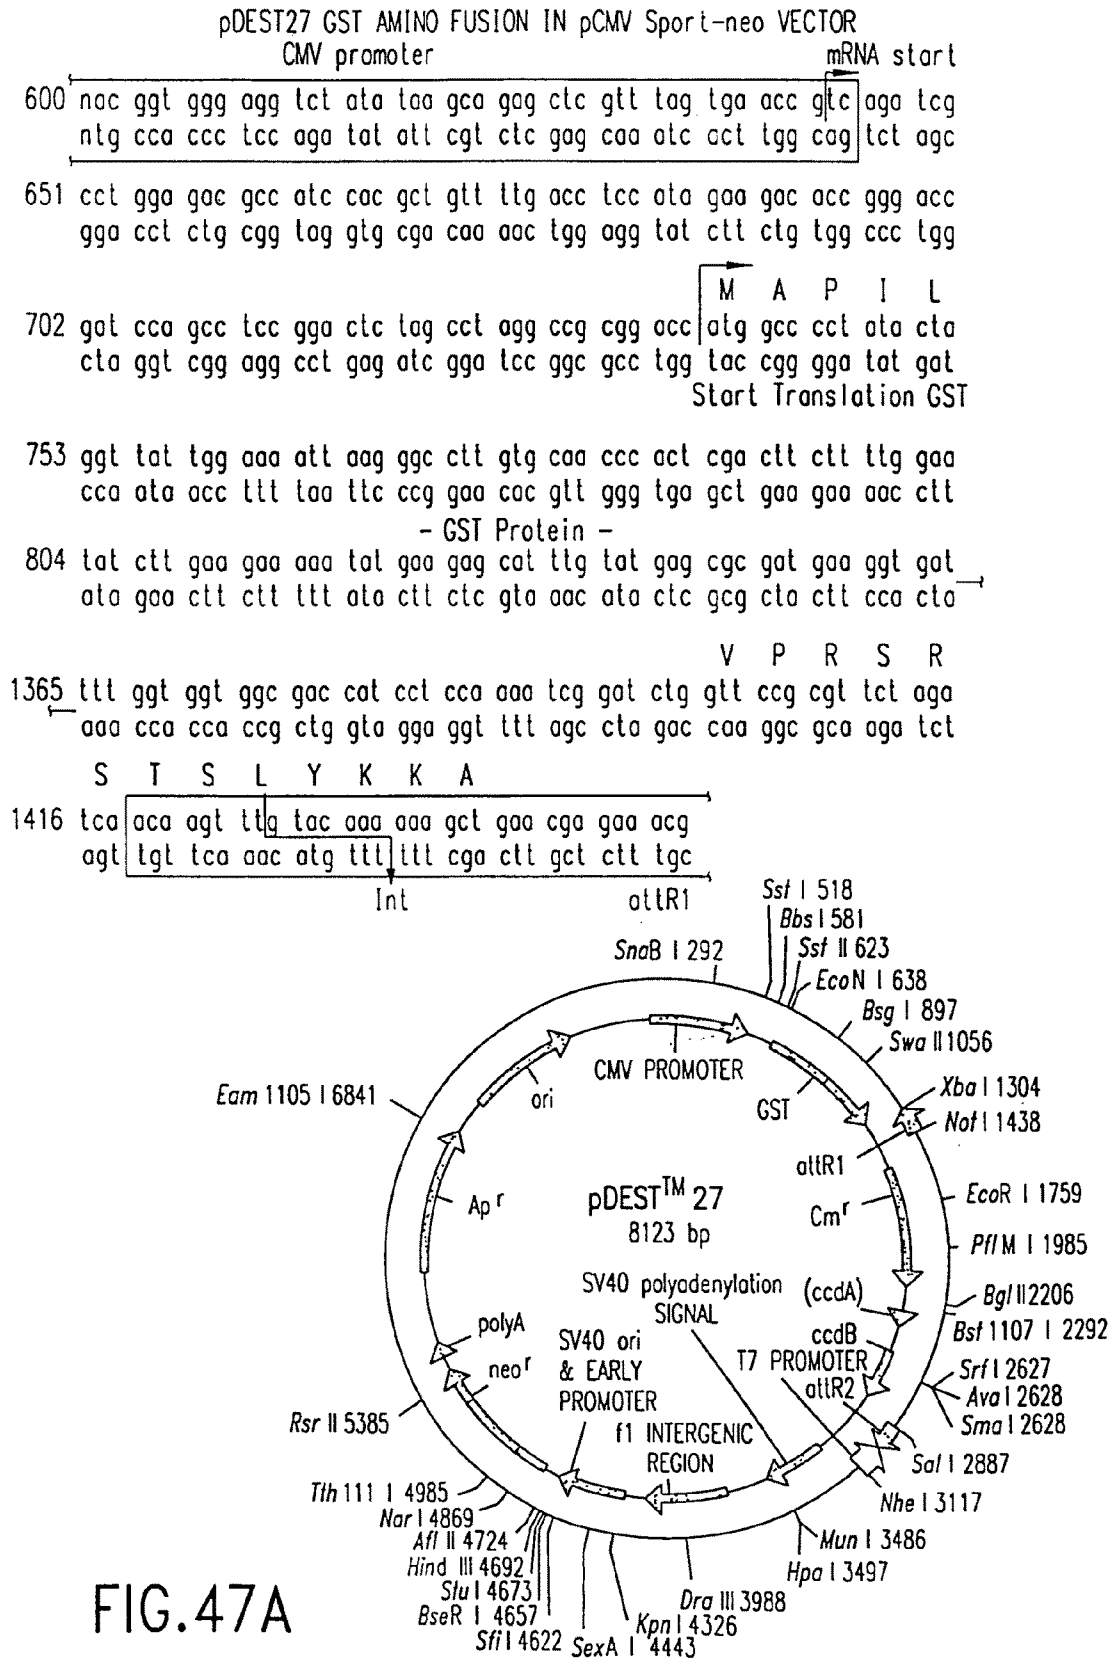 pDEST27 GST AMINO FUSION IN pCMV Sport-neo VECTOR
CMV promoter mRNA start
600 nac ggt ggg agg tct ata taa gca gag ctc gtt tag tga acc gtc aga tcg
ntg cca ccc tcc aga tat att cgt ctc gag caa atc act tgg cag tct agc
651 cct gga gac gcc atc cac gct gtt ttg acc tcc ata gaa gac acc ggg acc
gga cct ctg cgg tag gtg cga caa aac tgg agg tat ctt ctg tgg ccc tgg
M A P I L
702 gat cca gcc tcc gga ctc tag cct agg ccg cgg acc atg gcc cct ata cta
cta ggt cgg agg cct gag atc gga tcc ggc gcc tgg tac cgg gga tat gat
Start Translation GST
753 ggt tat tgg aaa att aag ggc ctt gtg caa ccc act cga ctt ctt ttg gaa
cca ata acc ttt taa ttc ccg gaa cac gtt ggg tga gct gaa gaa aac ctt
- GST Protein -
804 tat ctt gaa gaa aaa tat gaa gag cat ttg tat gag cgc gat gaa ggt gat
ata gaa ctt ctt ttt ata ctt ctc gta aac ata ctc gcg cta ctt cca cta
V P R S R
1365 ttt ggt ggt ggc gac cat cct cca aaa tcg gat ctg gtt ccg cgt tct aga
aaa cca cca ccg ctg gta gga ggt ttt agc cta gac caa ggc gca aga tct
S T S L Y K K A
1416 tca aca agt ttg tac aaa aaa gct gaa cga gaa acg
agt tgt tca aac atg ttt ttt cga ctt gct ctt tgc
Int attR1
Sst I 518
Bbs I 581
SnaB I 292
Sst II 623
EcoN I 638
Bsg I 897
Swa II 1056
CMV PROMOTER
ori
GST
Eam 1105 I 6841
Xba I 1304
Not I 1438
attR1
Ap r
pDEST™ 27
8123 bp
Cm r
EcoR I 1759
PflM I 1985
SV40 polyadenylation
SIGNAL
(ccdA)
Bgl II 2206
Bst 1107 I 2292
polyA
ccdB
SV40 ori
& EARLY
PROMOTER
T7 PROMOTER
neo r
attR2
Srf I 2627
Ava I 2628
Sma I 2628
Rsr II 5385
f1 INTERGENIC
REGION
Sal I 2887
Nhe I 3117
Tth 111 I 4985
Nar I 4869
Afl II 4724
Hind III 4692
Stu I 4673
BseR I 4657
Sfi I 4622
SexA I 4443
Kpn I 4326
Dra III 3988
Hpa I 3497
Mun I 3486
FIG.47A